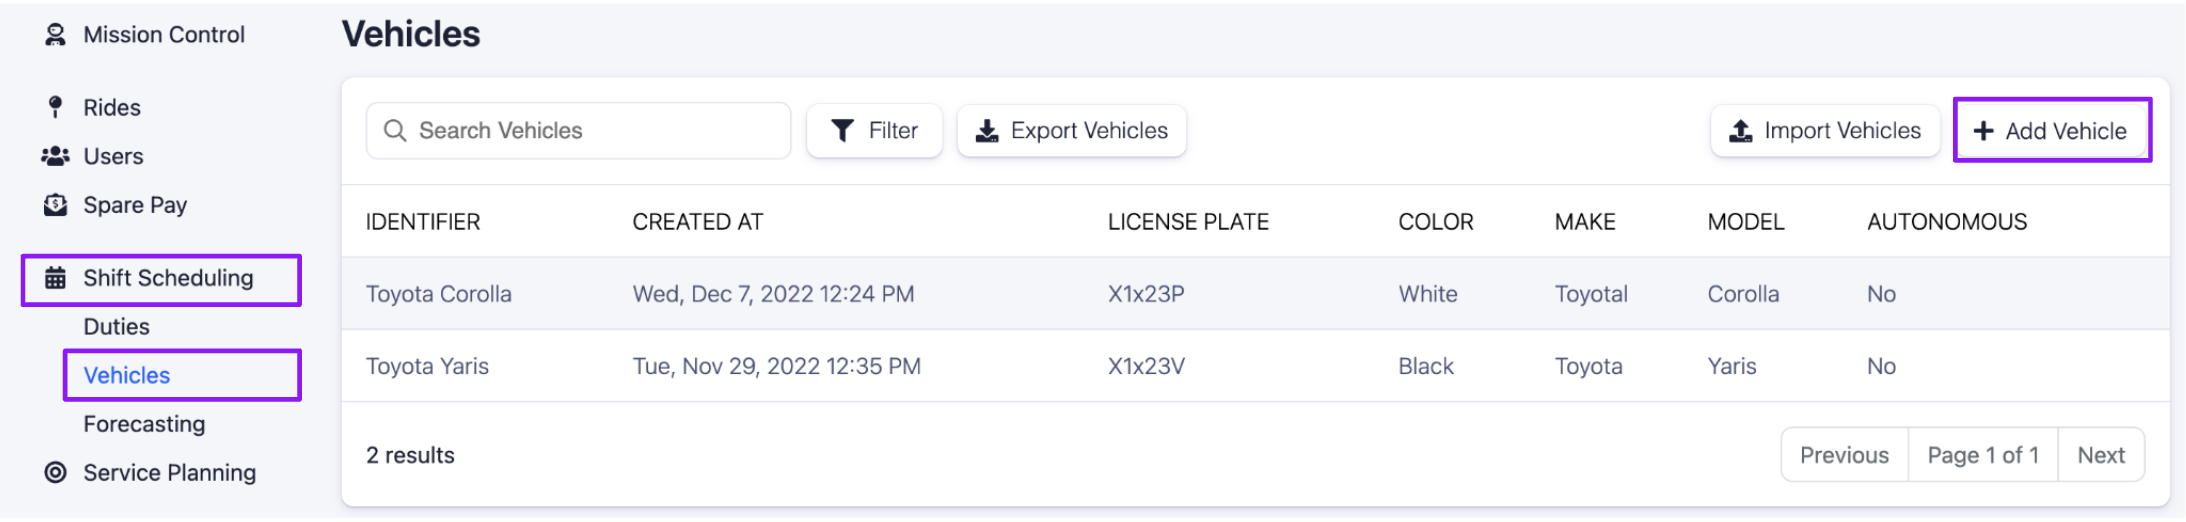 Mission Control
Rides
Users
Spare Pay
Shift Scheduling
Duties
Vehicles
Forecasting
Service Planning
Vehicles
Search Vehicles Filter Export Vehicles Import Vehicles + Add Vehicle
IDENTIFIER CREATED AT LICENSE PLATE COLOR MAKE MODEL AUTONOMOUS
Toyota Corolla Wed, Dec 7, 2022 12:24 PM X1x23P White Toyotal Corolla No
Toyota Yaris Tue, Nov 29, 2022 12:35 PM X1x23V Black Toyota Yaris No
2 results Previous Page 1 of 1 Next